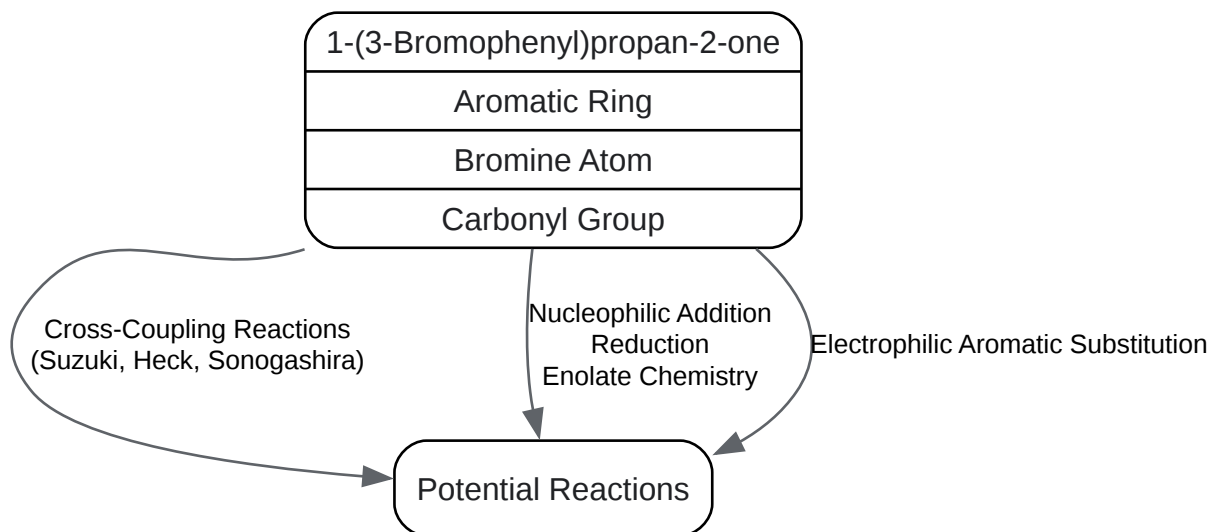 1-(3-Bromophenyl)propan-2-one
Aromatic Ring
Bromine Atom
Carbonyl Group
Cross-Coupling Reactions
(Suzuki, Heck, Sonogashira)
Nucleophilic Addition
Reduction
Enolate Chemistry
Electrophilic Aromatic Substitution
Potential Reactions